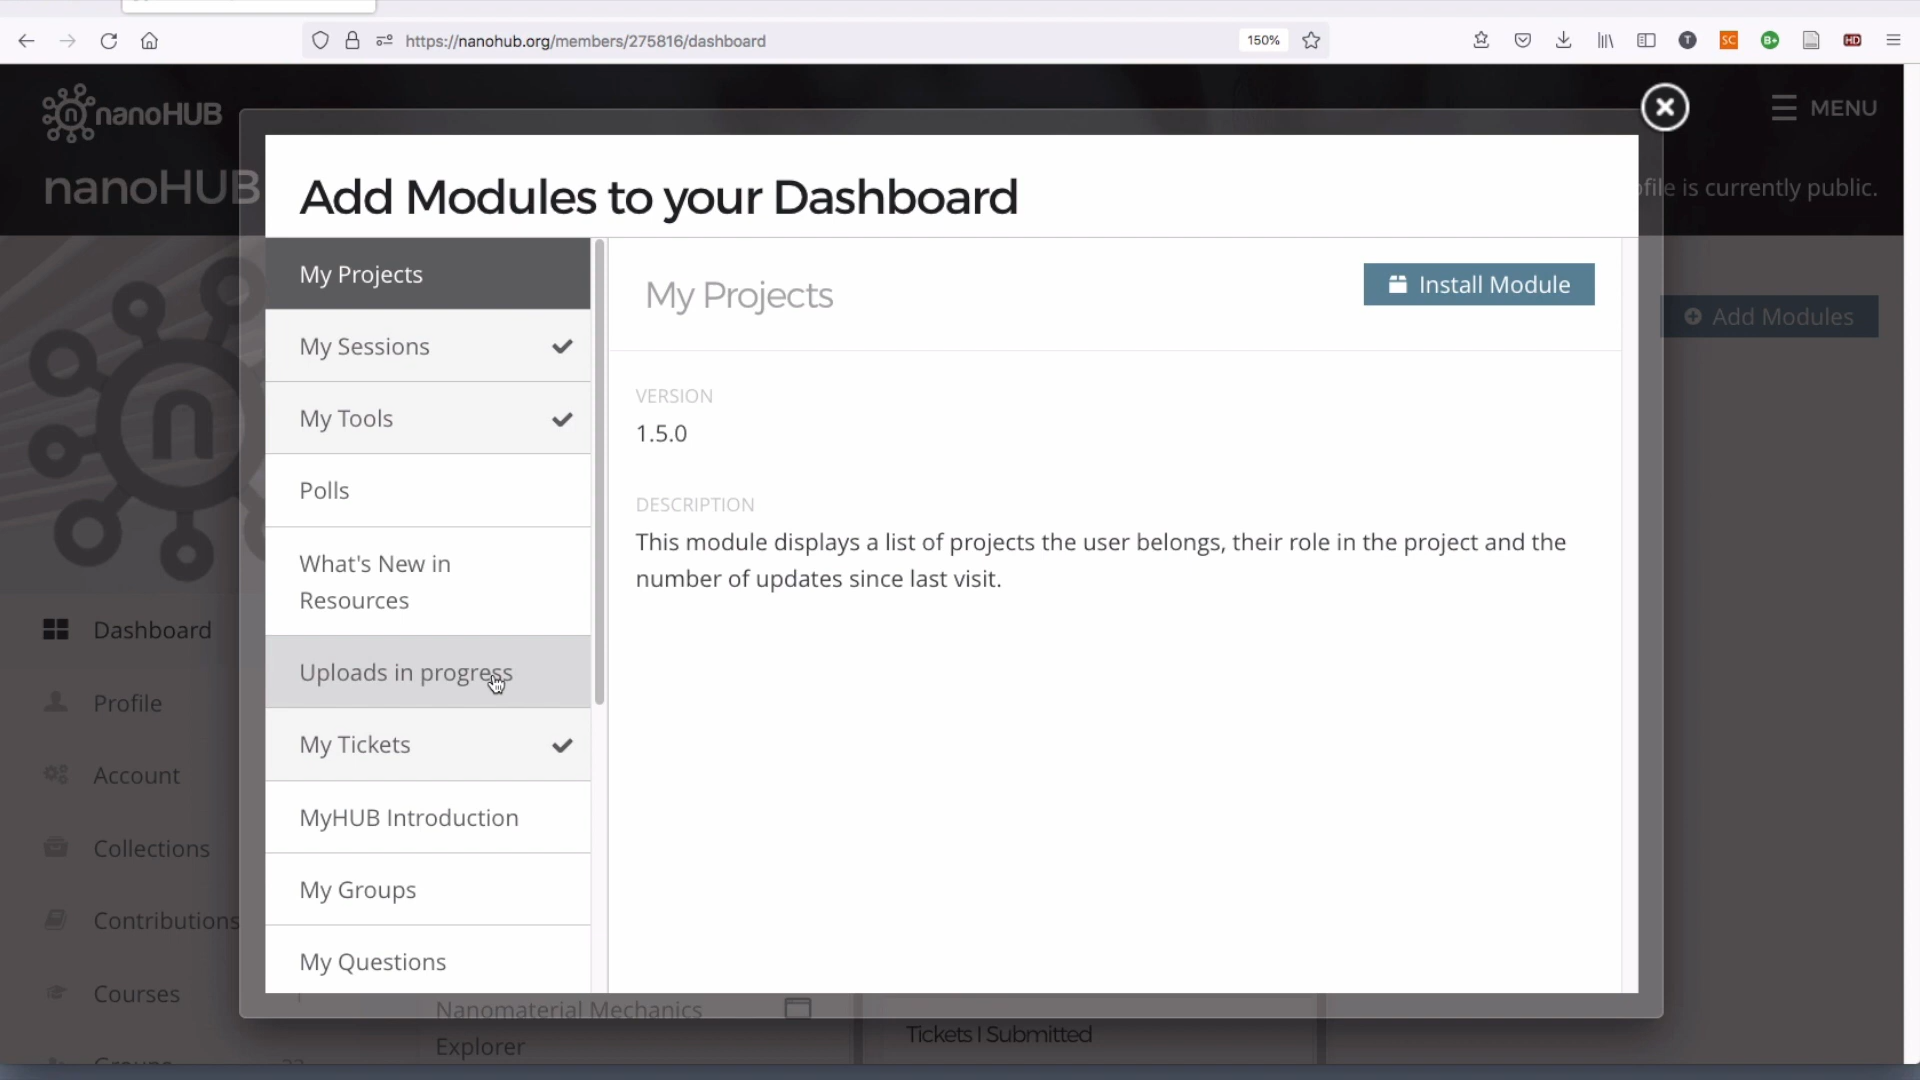 https://nanohub.org/members/275816/dashboard
150%
T
SC
B+
HD
nanoHUB
MENU
nanoHUB
file is currently public.
Add Modules to your Dashboard
My Projects
My Sessions
My Tools
Polls
What's New in
Resources
Uploads in progress
My Tickets
MyHUB Introduction
My Groups
My Questions
My Projects
Install Module
VERSION
1.5.0
DESCRIPTION
This module displays a list of projects the user belongs, their role in the project and the
number of updates since last visit.
Add Modules
n
Dashboard
Profile
Account
Collections
Contributions
Courses
Nanomaterial Mechanics
Explorer
Tickets I Submitted